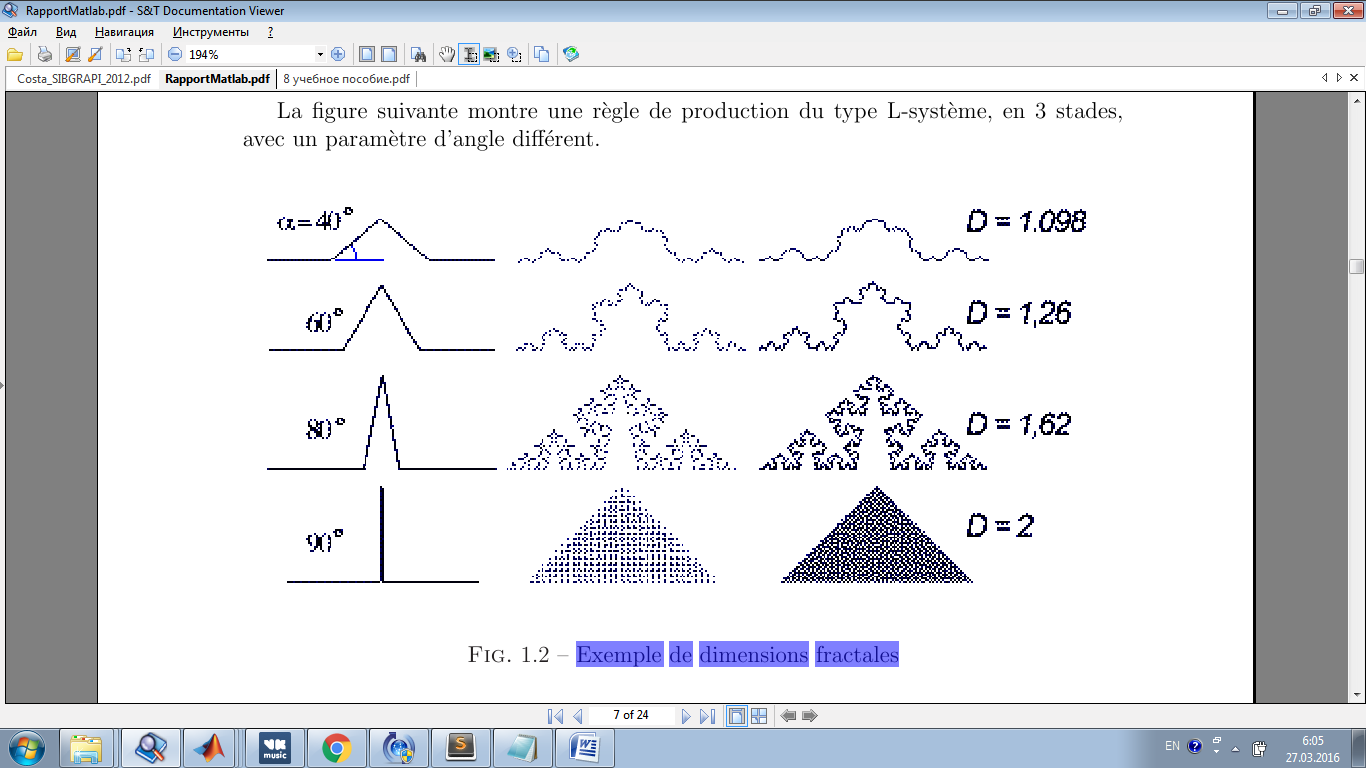 RapportMatlab.pdf - S&T Documentation Viewer
Файл Вид Навигация Инструменты ?
194%
Costa_SIBGRAPI_2012.pdf RapportMatlab.pdf 8 учебное пособие.pdf
La figure suivante montre une règle de production du type L-système, en 3 stades,
avec un paramètre d'angle différent.
α=40° D = 1.098
60° D = 1,26
80° D = 1,62
90° D = 2
FIG. 1.2 – Exemple de dimensions fractales
7 of 24
VK music S W EN ? 6:05
27.03.2016